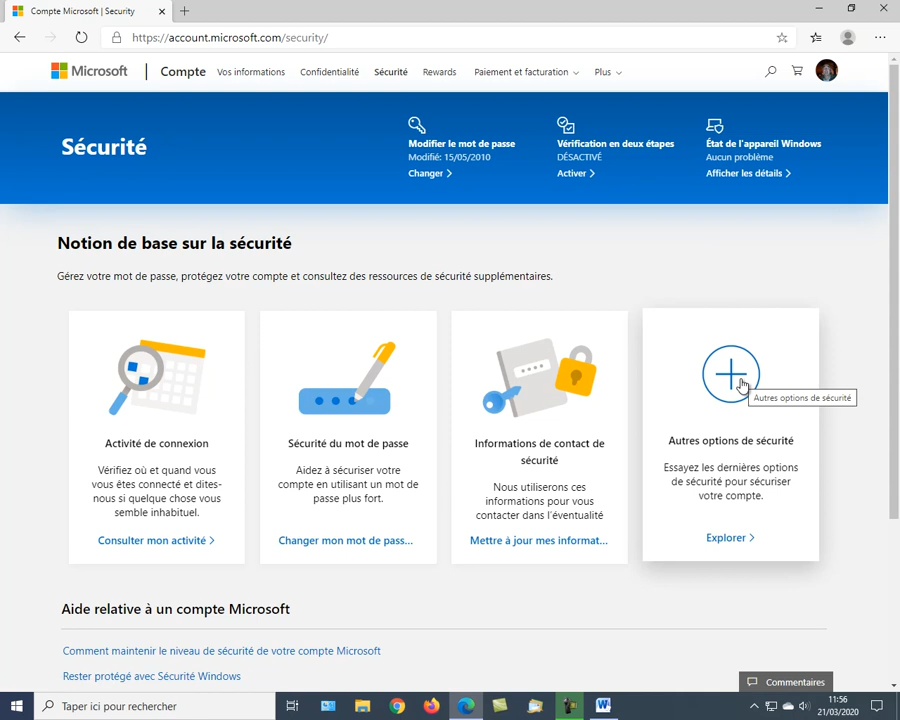 Compte Microsoft | Security
https://account.microsoft.com/security/
Microsoft
Compte
Vos informations
Confidentialité
Sécurité
Rewards
Paiement et facturation
Plus
Sécurité
Modifier le mot de passe
Modifié: 15/05/2010
Changer
Vérification en deux étapes
DÉSACTIVÉ
Activer
État de l'appareil Windows
Aucun problème
Afficher les détails
Notion de base sur la sécurité
Gérez votre mot de passe, protégez votre compte et consultez des ressources de sécurité supplémentaires.
Activité de connexion
Vérifiez où et quand vous
vous êtes connecté et dites-
nous si quelque chose vous
semble inhabituel.
Consulter mon activité
Sécurité du mot de passe
Aidez à sécuriser votre
compte en utilisant un mot de
passe plus fort.
Changer mon mot de pass...
Informations de contact de
sécurité
Nous utiliserons ces
informations pour vous
contacter dans l'éventualité
Mettre à jour mes informat...
Autres options de sécurité
Autres options de sécurité
Essayez les dernières options
de sécurité pour sécuriser
votre compte.
Explorer
Aide relative à un compte Microsoft
Comment maintenir le niveau de sécurité de votre compte Microsoft
Rester protégé avec Sécurité Windows
Commentaires
Taper ici pour rechercher
W
11:56
21/03/2020